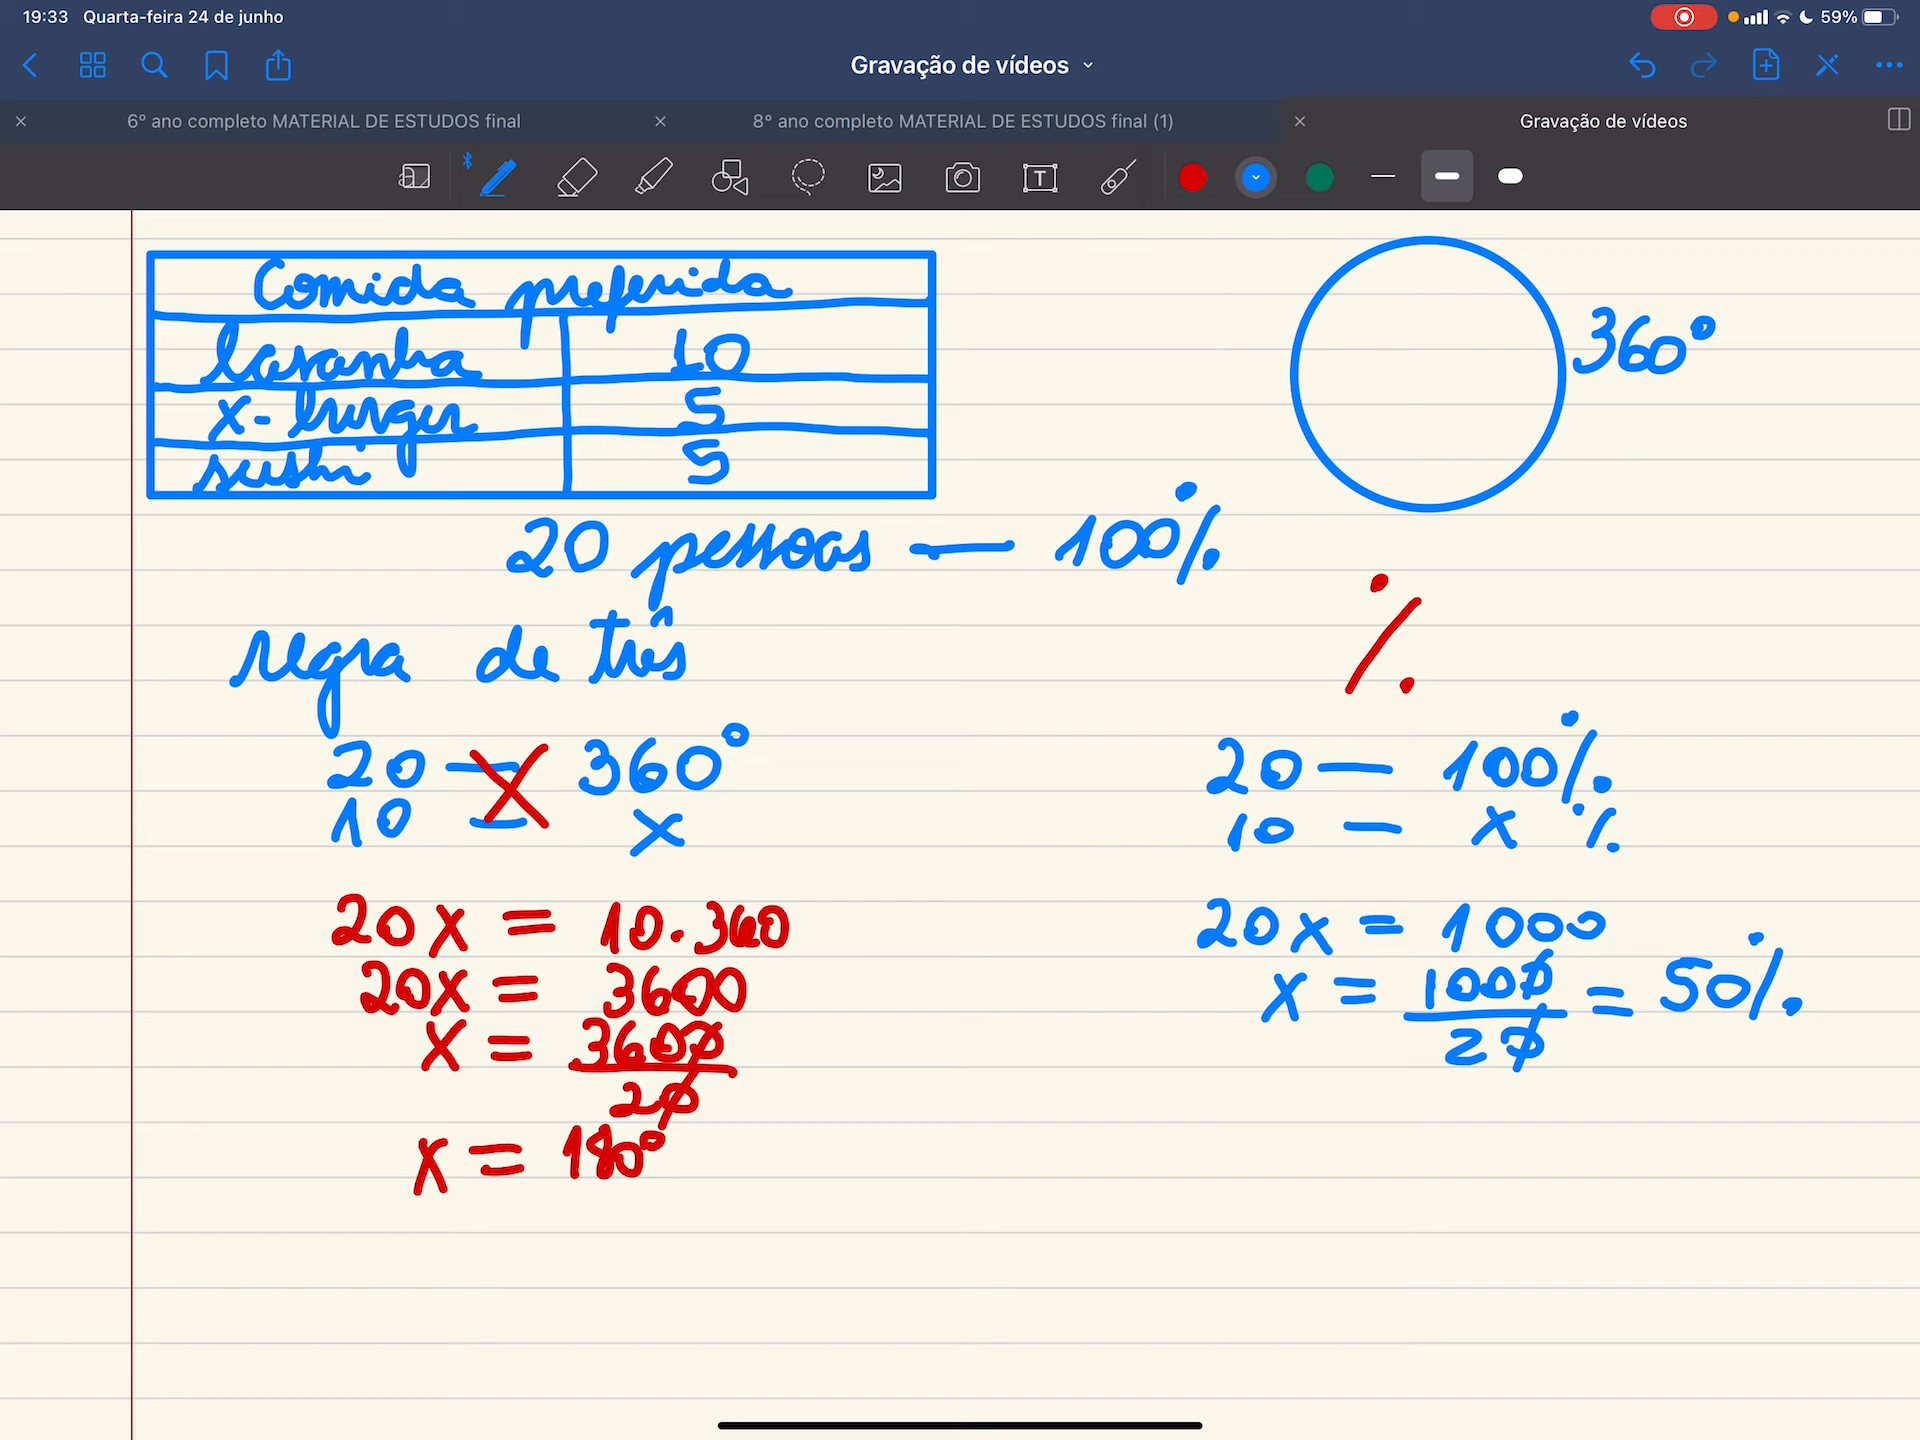 19:33 Quarta-feira 24 de junho 59%
Gravação de vídeos
6º ano completo MATERIAL DE ESTUDOS final
8º ano completo MATERIAL DE ESTUDOS final (1)
Gravação de vídeos
Comida preferida
lasanha 10
x-burger 5
sushi 5
360°
20 pessoas — 100%
%
regra de três
20 — 360°
10 — x
20x = 10.360
20x = 3600
x = 3600
20
x = 180°
20 — 100%
10 — x %
20x = 1000
x = 1000 = 50%
20